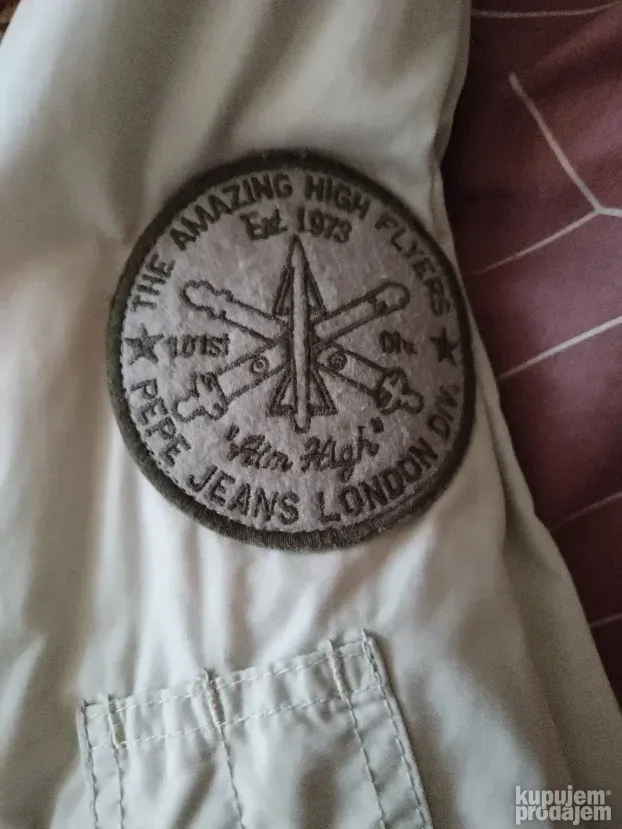 THE AMAZING HIGH FLYERS
Est. 1973
101st Div.
"Aim High"
PEPE JEANS LONDON DIV.
kupujem
prodajem